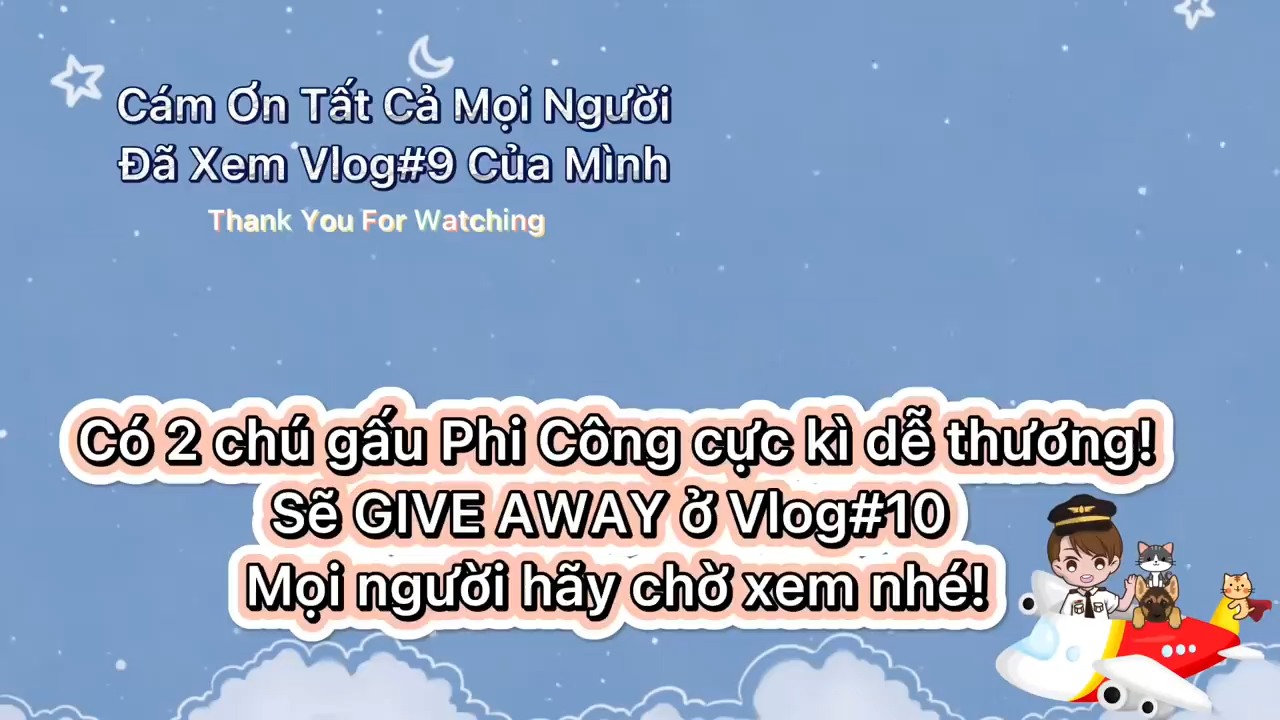 Cám Ơn Tất Cả Mọi Người
Đã Xem Vlog#9 Của Mình
Thank You For Watching
Có 2 chú gấu Phi Công cực kì dễ thương!
Sẽ GIVE AWAY ở Vlog#10
Mọi người hãy chờ xem nhé!